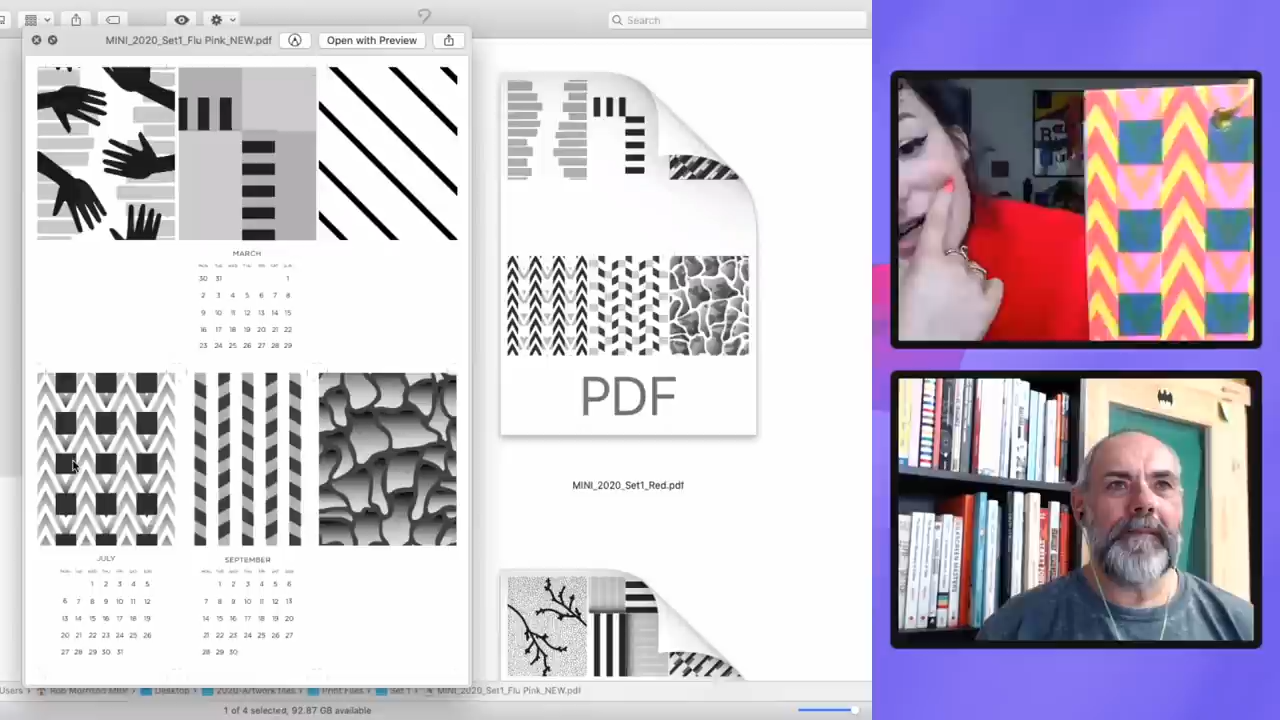 Search
MINI_2020_Set1_Flu Pink_NEW.pdf
Open with Preview
MARCH
30 31 1
2 3 4 5 6 7 8
9 10 11 12 13 14 15
16 17 18 19 20 21 22
23 24 25 26 27 28 29
JULY
1 2 3 4 5
6 7 8 9 10 11 12
13 14 15 16 17 18 19
20 21 22 23 24 25 26
27 28 29 30 31
SEPTEMBER
1 2 3 4 5 6
7 8 9 10 11 12 13
14 15 16 17 18 19 20
21 22 23 24 25 26 27
28 29 30
PDF
MINI_2020_Set1_Red.pdf
Users › Desktop › 2020-Artwork files › Print Files › Set 1 › MINI_2020_Set1_Flu Pink_NEW.pdf
1 of 4 selected, 92.87 GB available